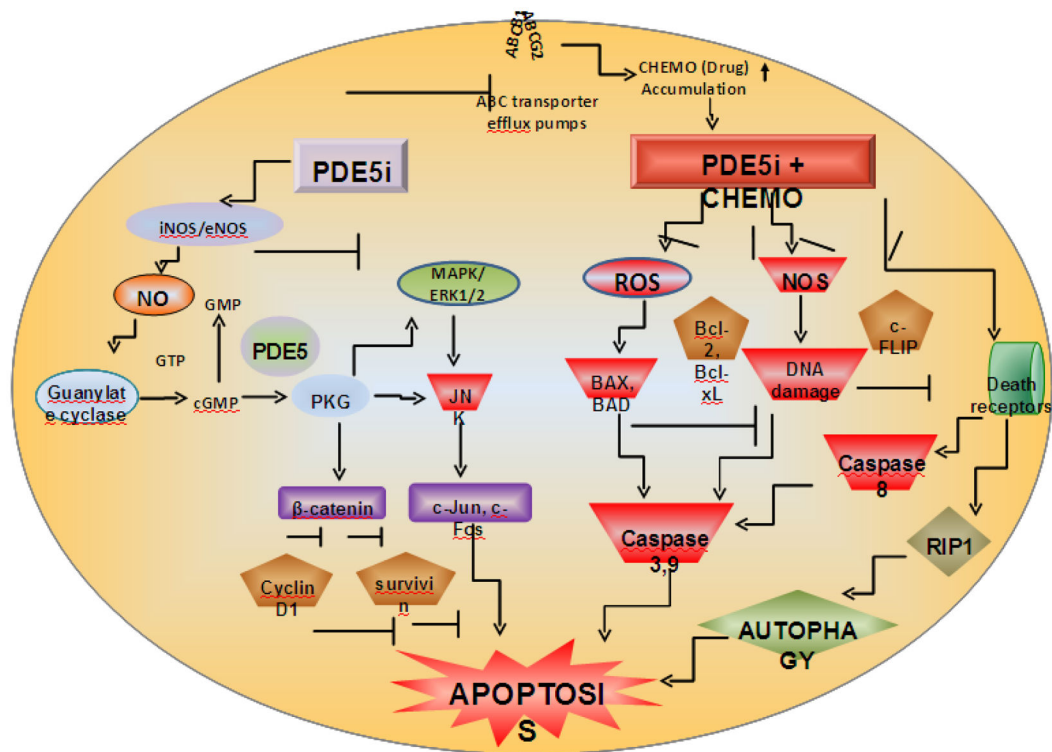 ABCB1
ABCG2
CHEMO (Drug)
Accumulation
ABC transporter
efflux pumps
PDE5i
PDE5i +
CHEMO
iNOS/eNOS
NO
GMP
GTP
PDE5
Guanylat
e cyclase
cGMP
PKG
MAPK/
ERK1/2
JN
K
β-catenin
c-Jun, c-
Fos
Cyclin
D1
survivi
n
ROS
NOS
Bcl-
2,
Bcl-
xL
c-
FLIP
BAX,
BAD
DNA
damage
Death
receptors
Caspase
8
Caspase
3,9
RIP1
AUTOPHA
GY
APOPTOSI
S